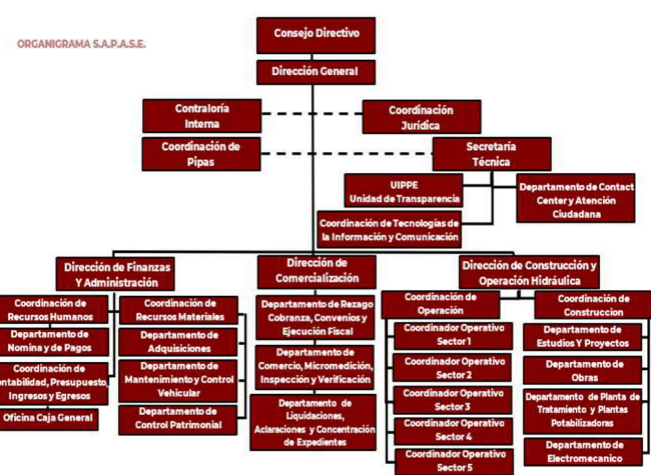 ORGANIGRAMA S.A.P.A.S.E.
Consejo Directivo
Dirección General
Contraloría
Interna
Coordinación
Jurídica
Coordinación de
Pipas
Secretaría
Técnica
UIPPE
Unidad de Transparencia
Departamento de Contact
Center y Atención
Ciudadana
Coordinación de Tecnologías de
la Información y Comunicación
Dirección de Finanzas
Y Administración
Coordinación de
Recursos Humanos
Departamento de
Nomina y de Pagos
Coordinación de
ontabilidad, Presupuesto,
Ingresos y Egresos
Oficina Caja General
Coordinación de
Recursos Materiales
Departamento de
Adquisiciones
Departamento de
Mantenimiento y Control
Vehicular
Departamento de
Control Patrimonial
Dirección de
Comercialización
Departamento de Rezago
Cobranza, Convenios y
Ejecución Fiscal
Departamento de
Comercio, Micromedición,
Inspección y Verificación
Departamento de
Liquidaciones,
Aclaraciones y Concentración
de Expedientes
Dirección de Construcción y
Operación Hidráulica
Coordinación de
Operación
Coordinador Operativo
Sector 1
Coordinador Operativo
Sector 2
Coordinador Operativo
Sector 3
Coordinador Operativo
Sector 4
Coordinador Operativo
Sector 5
Coordinación de
Construccion
Departamento de
Estudios Y Proyectos
Departamento de
Obras
Departamento de Planta de
Tratamiento y Plantas
Potabilizadoras
Departamento de
Electromecanico